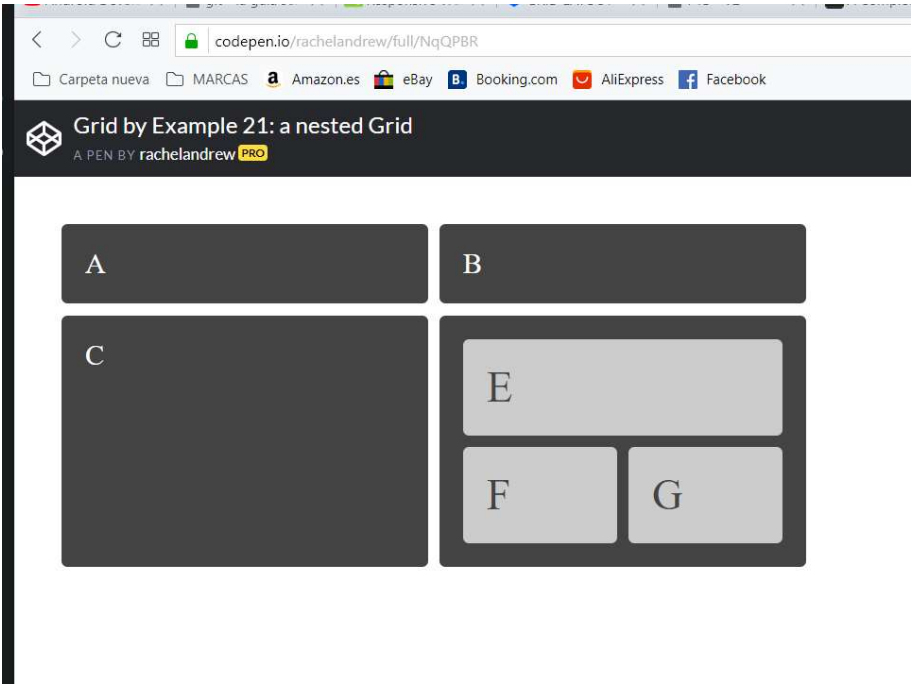 codepen.io/rachelandrew/full/NqQPBR
Carpeta nueva MARCAS a Amazon.es eBay B. Booking.com AliExpress f Facebook
Grid by Example 21: a nested Grid
A PEN BY rachelandrew PRO
A B
C
E
F G